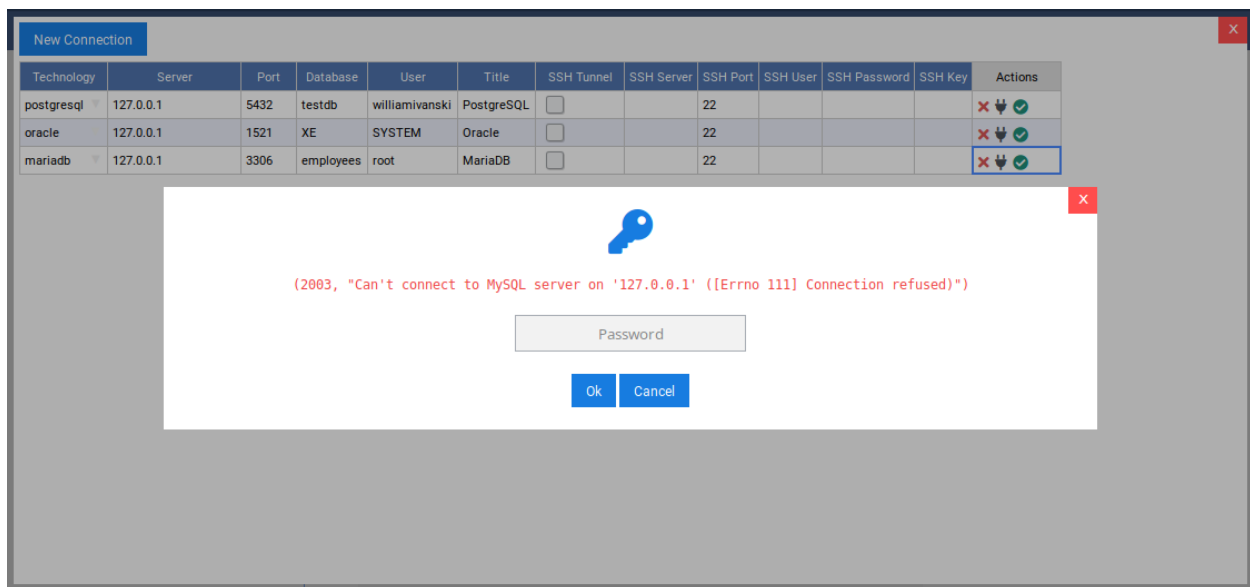 X
New Connection
Technology Server Port Database User Title SSH Tunnel SSH Server SSH Port SSH User SSH Password SSH Key Actions
postgresql 127.0.0.1 5432 testdb williamivanski PostgreSQL 22
oracle 127.0.0.1 1521 XE SYSTEM Oracle 22
mariadb 127.0.0.1 3306 employees root MariaDB 22
X
(2003, "Can't connect to MySQL server on '127.0.0.1' ([Errno 111] Connection refused)")
Password
Ok Cancel